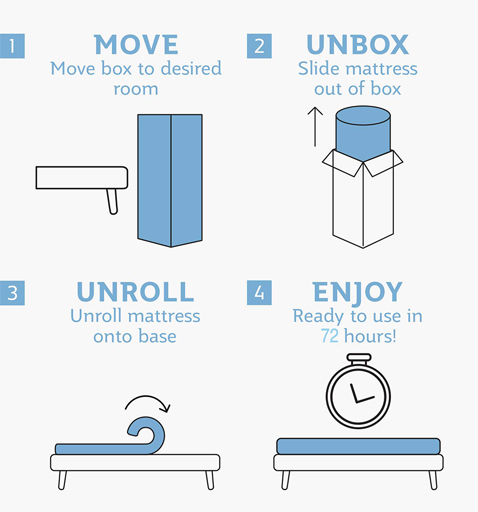 1
MOVE
Move box to desired
room
2
UNBOX
Slide mattress
out of box
3
UNROLL
Unroll mattress
onto base
4
ENJOY
Ready to use in
72 hours!